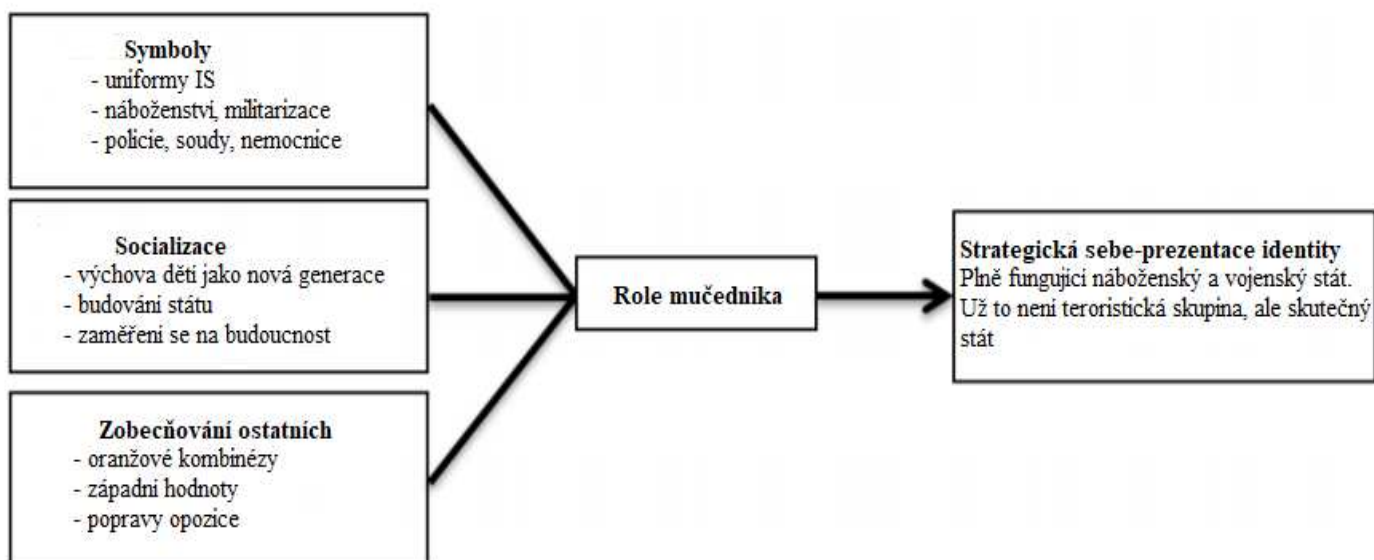 Symboly
- uniformy IS
- náboženství, militarizace
- policie, soudy, nemocnice
Socializace
- výchova dětí jako nová generace
- budování státu
- zaměření se na budoucnost
Zobecňování ostatních
- oranžové kombinézy
- západní hodnoty
- popravy opozice
Role mučedníka
Strategická sebe-prezentace identity
Plně fungující náboženský a vojenský stát.
Už to není teroristická skupina, ale skutečný
stát